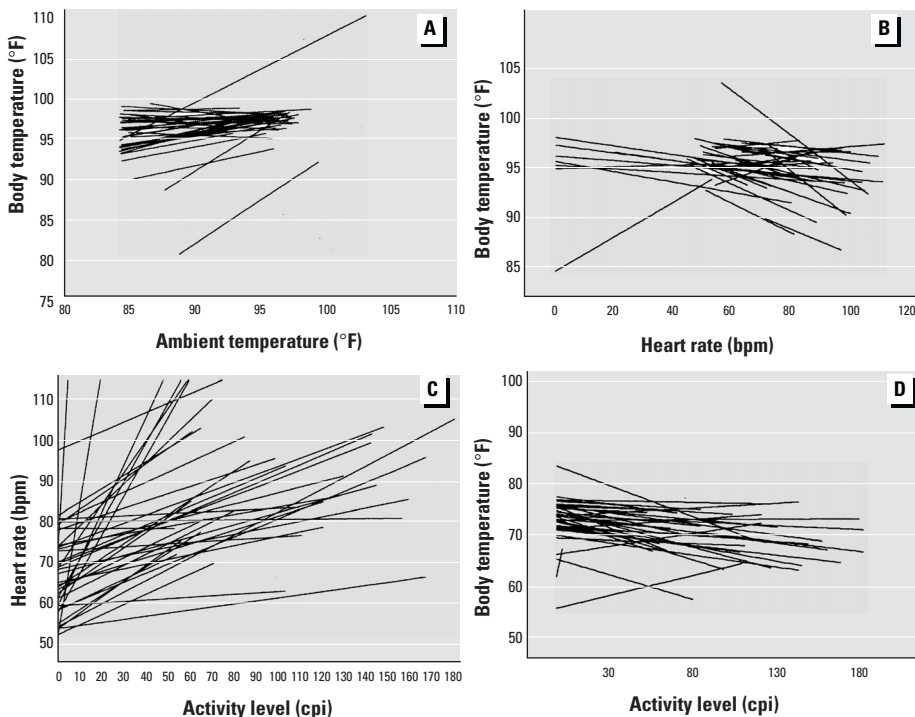 A
Body temperature (°F)
110
105
100
95
90
85
80
75
80 85 90 95 100 105 110
Ambient temperature (°F)
B
Body temperature (°F)
105
100
95
90
85
0 20 40 60 80 100 120
Heart rate (bpm)
C
Heart rate (bpm)
110
100
90
80
70
60
50
0 10 20 30 40 50 60 70 80 90 100 110 120 130 140 150 160 170 180
Activity level (cpi)
D
Body temperature (°F)
100
90
80
70
60
50
30 80 130 180
Activity level (cpi)